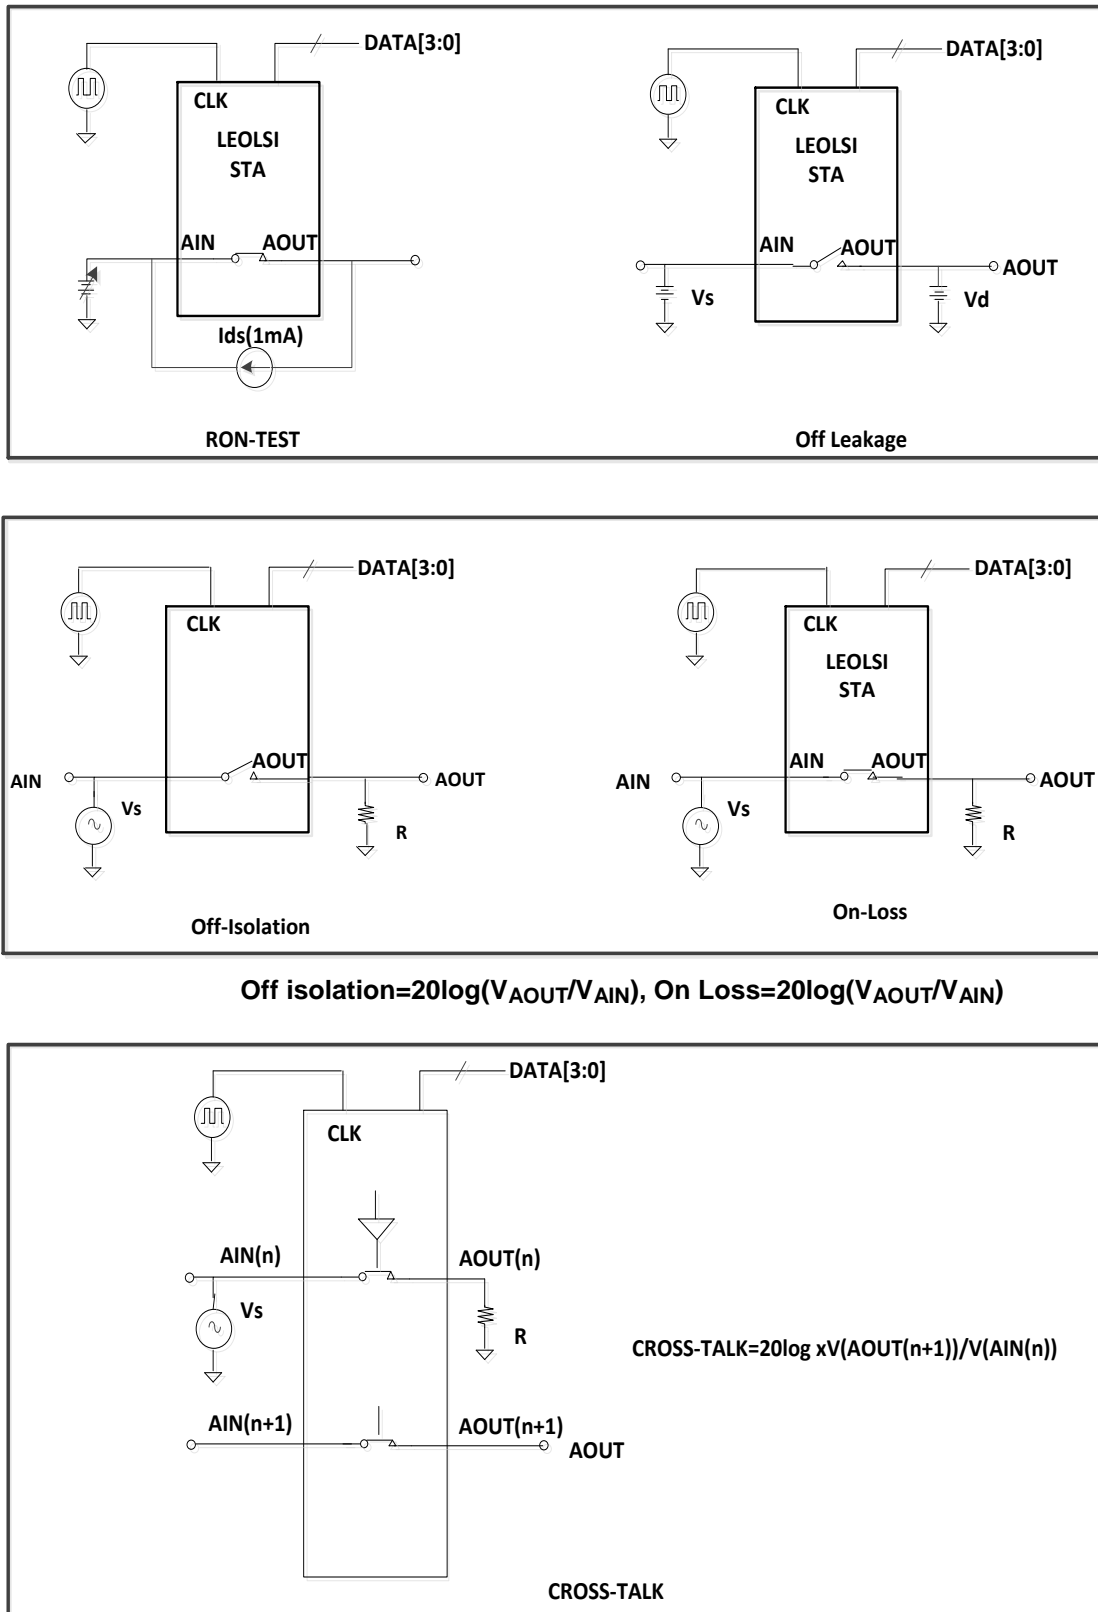 DATA[3:0]
CLK
LEOLSI
STA
AIN
AOUT
Ids(1mA)
RON-TEST
DATA[3:0]
CLK
LEOLSI
STA
AIN
AOUT
AOUT
Vs
Vd
Off Leakage
DATA[3:0]
CLK
AOUT
AIN
AOUT
Vs
R
Off-Isolation
DATA[3:0]
CLK
LEOLSI
STA
AIN
AOUT
AIN
AOUT
Vs
R
On-Loss
Off isolation=20log(VAOUT/VAIN), On Loss=20log(VAOUT/VAIN)
DATA[3:0]
CLK
AIN(n)
AOUT(n)
Vs
R
CROSS-TALK=20log xV(AOUT(n+1))/V(AIN(n))
AIN(n+1)
AOUT(n+1)
AOUT
CROSS-TALK